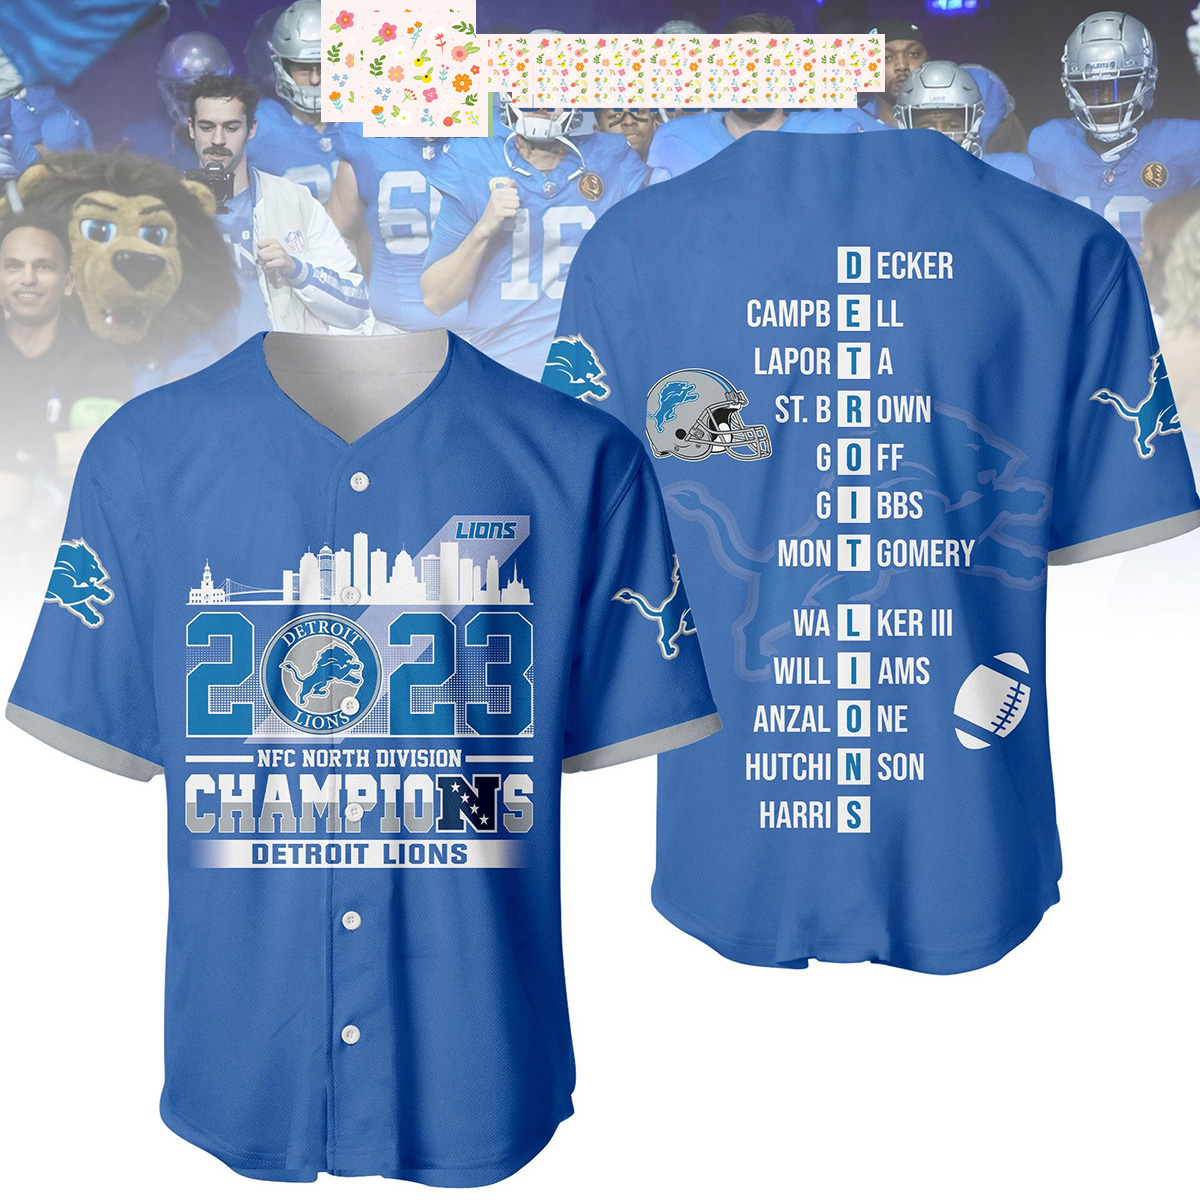 LIONS
2023
DETROIT
LIONS
NFC NORTH DIVISION
CHAMPIONS
DETROIT LIONS
DECKER
CAMPBELL
LAPORTA
ST. BROWN
GOFF
GIBBS
MONTGOMERY
WALKER III
WILLIAMS
ANZALONE
HUTCHINSON
HARRIS
16